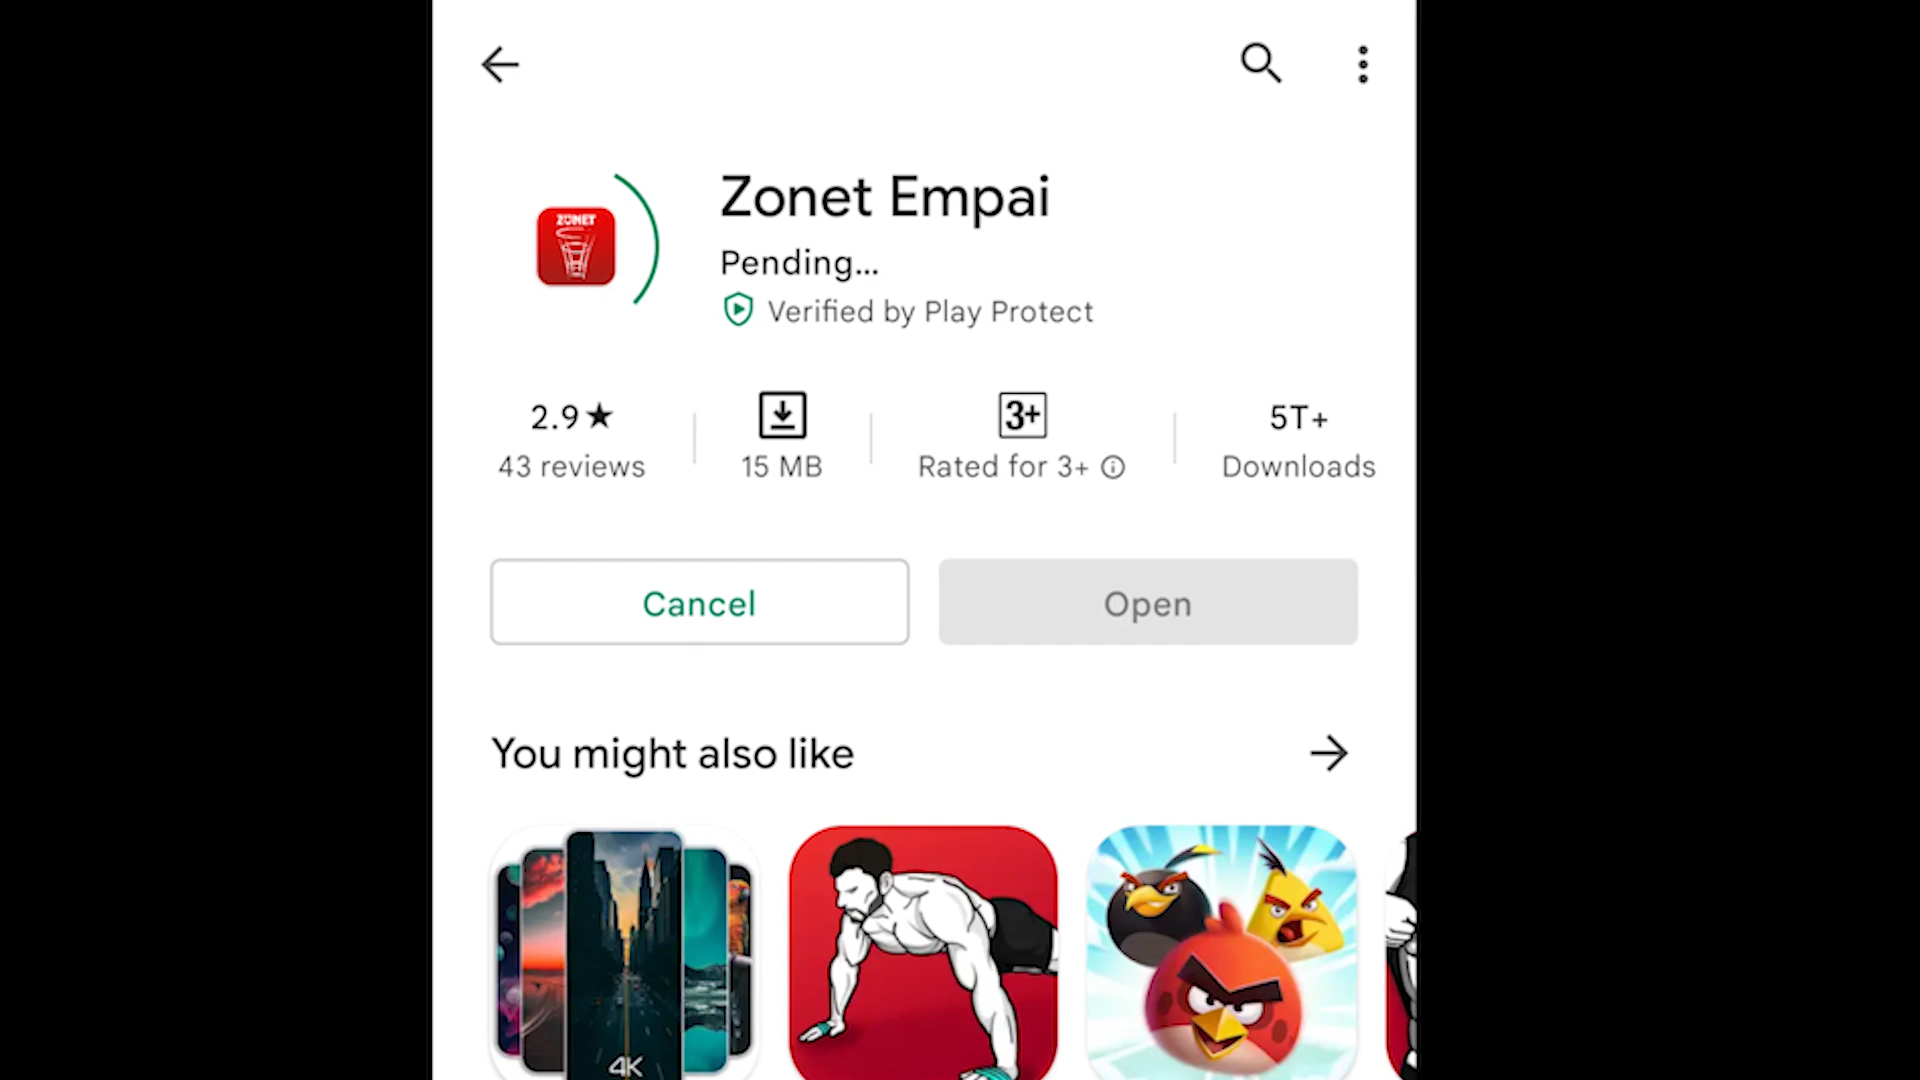 Zonet Empai
ZONET
Pending...
Verified by Play Protect
2.9★
43 reviews
15 MB
3+
Rated for 3+
5T+
Downloads
Cancel
Open
You might also like
4K